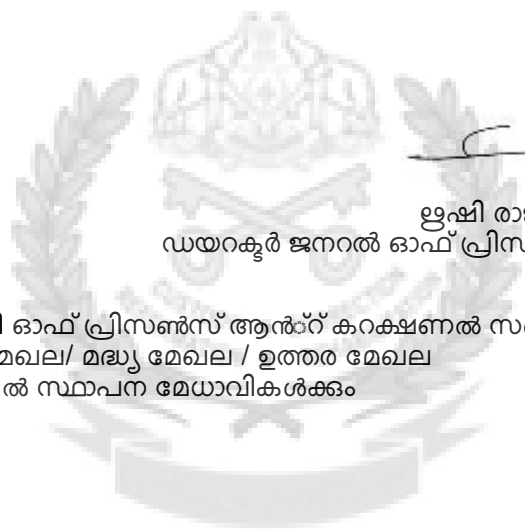 ഋഷി
ഡയറക്ടർ ജനറൽ ഓഫ്
ഓഫ് പ്രിസൺസ് ആൻ്റ് കറക്ഷണൽ
മദ്ധ്യ മേഖല / ഉത്തര മേഖല
സ്ഥാപന മേധാവികൾക്കും